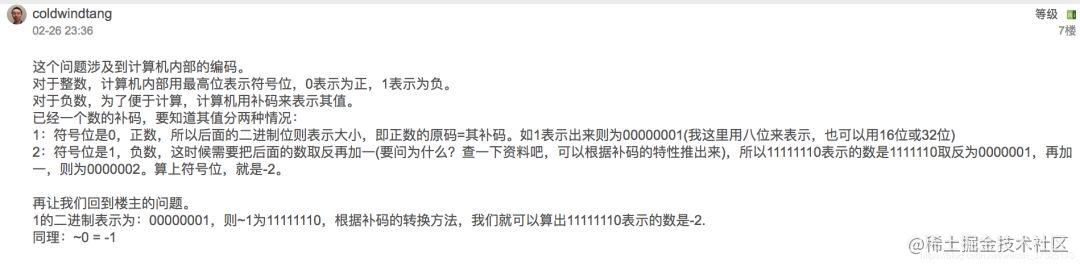 coldwindtang
等级
02-26 23:36
7楼
这个问题涉及到计算机内部的编码。
对于整数，计算机内部用最高位表示符号位，0表示为正，1表示为负。
对于负数，为了便于计算，计算机用补码来表示其值。
已经一个数的补码，要知道其值分两种情况：
1：符号位是0，正数，所以后面的二进制位则表示大小，即正数的原码=其补码。如1表示出来则为00000001(我这里用八位来表示，也可以用16位或32位)
2：符号位是1，负数，这时候需要把后面的数取反再加一(要问为什么？查一下资料吧，可以根据补码的特性推出来)，所以11111110表示的数是1111110取反为0000001，再加
一，则为0000002。算上符号位，就是-2。
再让我们回到楼主的问题。
1的二进制表示为：00000001，则~1为11111110，根据补码的转换方法，我们就可以算出11111110表示的数是-2.
同理：~0 = -1
@稀土掘金技术社区